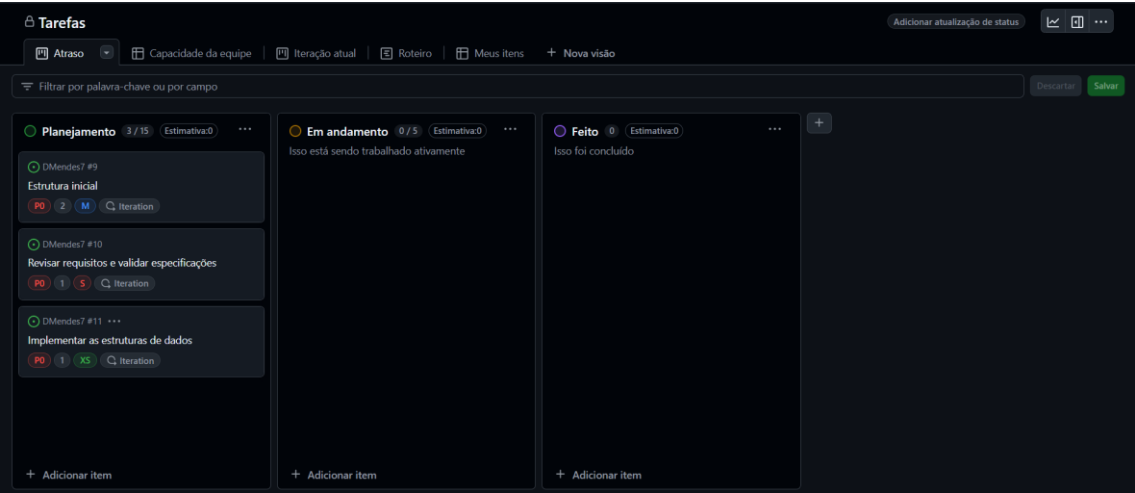 Tarefas
Adicionar atualização de status
Atraso
Capacidade da equipe
Iteração atual
Roteiro
Meus itens
+ Nova visão
Filtrar por palavra-chave ou por campo
Descartar
Salvar
Planejamento 3 / 15 Estimativa:0
DMendes7 #9
Estrutura inicial
P0 2 M Iteration
DMendes7 #10
Revisar requisitos e validar especificações
P0 1 S Iteration
DMendes7 #11
Implementar as estruturas de dados
P0 1 XS Iteration
+ Adicionar item
Em andamento 0 / 5 Estimativa:0
Isso está sendo trabalhado ativamente
+ Adicionar item
Feito 0 Estimativa:0
Isso foi concluído
+ Adicionar item